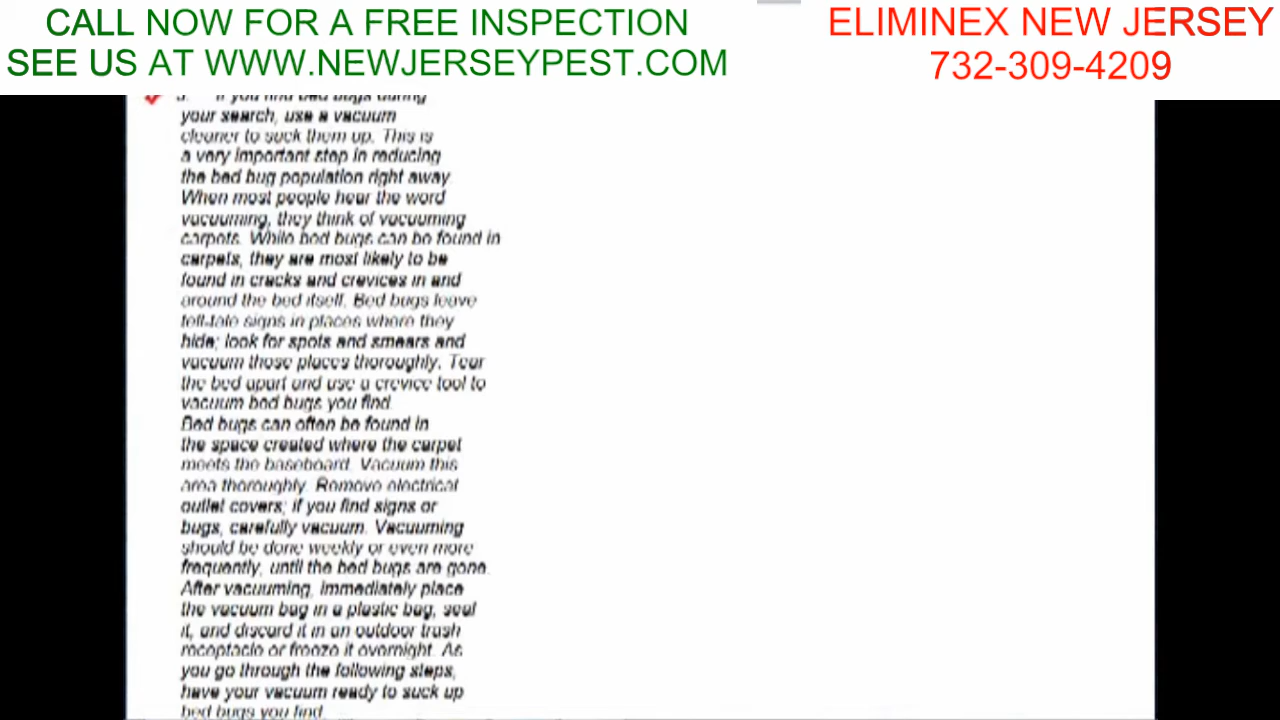 CALL NOW FOR A FREE INSPECTION
SEE US AT WWW.NEWJERSEYPEST.COM
ELIMINEX NEW JERSEY
732-309-4209
If you find bed bugs during
your search, use a vacuum
cleaner to suck them up. This is
a very important step in reducing
the bed bug population right away
When most people hear the word
vacuuming, they think of vacuuming
carpets. While bed bugs can be found in
carpets, they are most likely to be
found in cracks and crevices in and
around the bed itself. Bed bugs leave
tell-tale signs in places where they
hide; look for spots and smears and
vacuum those places thoroughly. Tear
the bed apart and use a crevice tool to
vacuum bed bugs you find.
Bed bugs can often be found in
the space created where the carpet
meets the baseboard. Vacuum this
area thoroughly. Remove electrical
outlet covers; if you find signs or
bugs, carefully vacuum. Vacuuming
should be done weekly or even more
frequently, until the bed bugs are gone.
After vacuuming, immediately place
the vacuum bag in a plastic bag, seal
it, and discard it in an outdoor trash
receptacle or freeze it overnight. As
you go through the following steps,
have your vacuum ready to suck up
bed bugs you find.